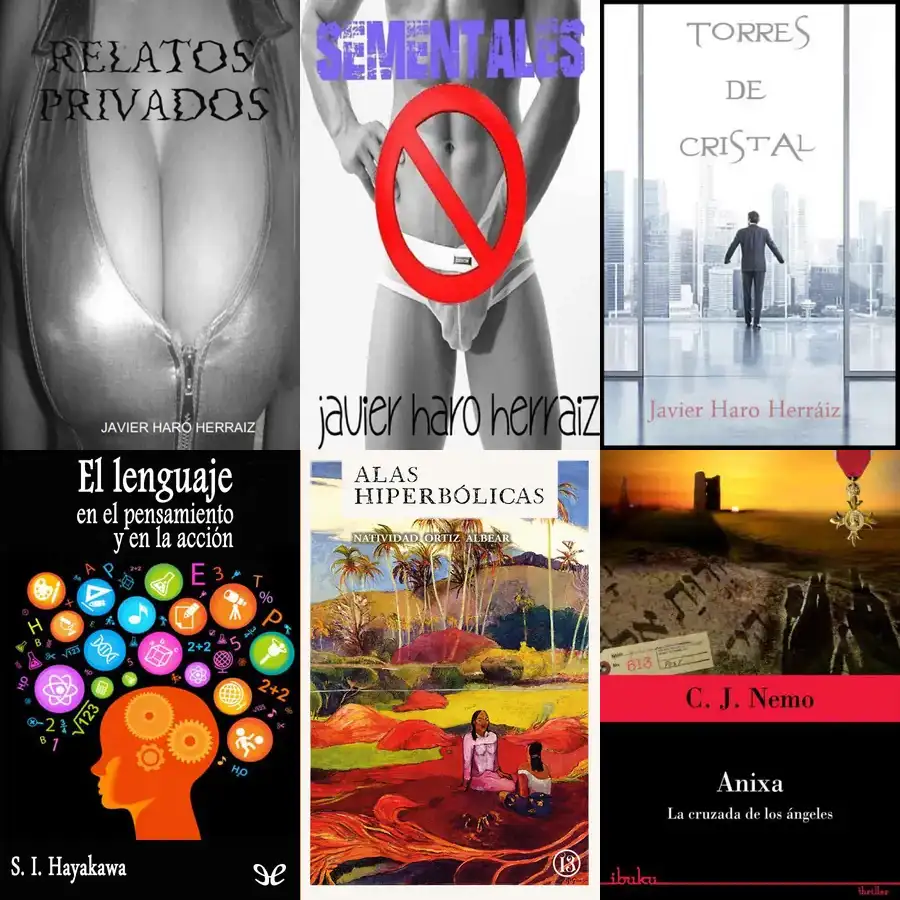 RELATOS
PRIVADOS
JAVIER HARO HERRAIZ
SEMENTALES
javier haro herraiz
TORRES
DE
CRISTAL
Javier Haro Herráiz
El lenguaje
en el pensamiento
y en la acción
S. I. Hayakawa
ALAS
HIPERBÓLICAS
NATIVIDAD ORTIZ ALBEAR
13
613
C. J. Nemo
Anixa
La cruzada de los ángeles
ibuku
thriller